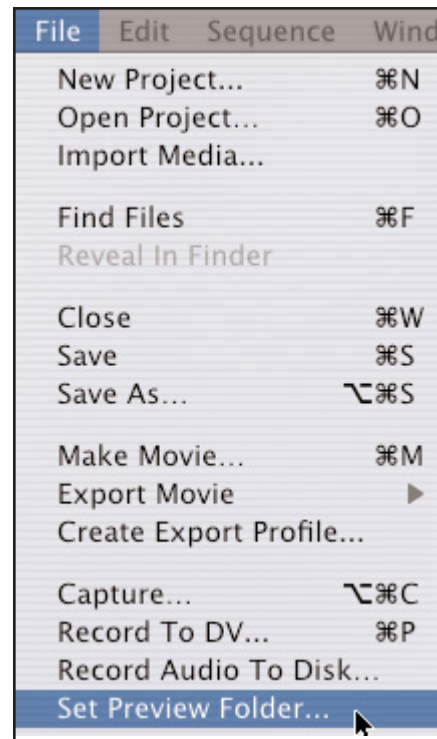 File Edit Sequence
New Project... ⌘N
Open Project... ⌘O
Import Media...
Find Files ⌘F
Reveal In Finder
Close ⌘W
Save ⌘S
Save As... ⌥⌘S
Make Movie... ⌘M
Export Movie
Create Export Profile...
Capture... ⌥⌘C
Record To DV... ⌘P
Record Audio To Disk...
Set Preview Folder...